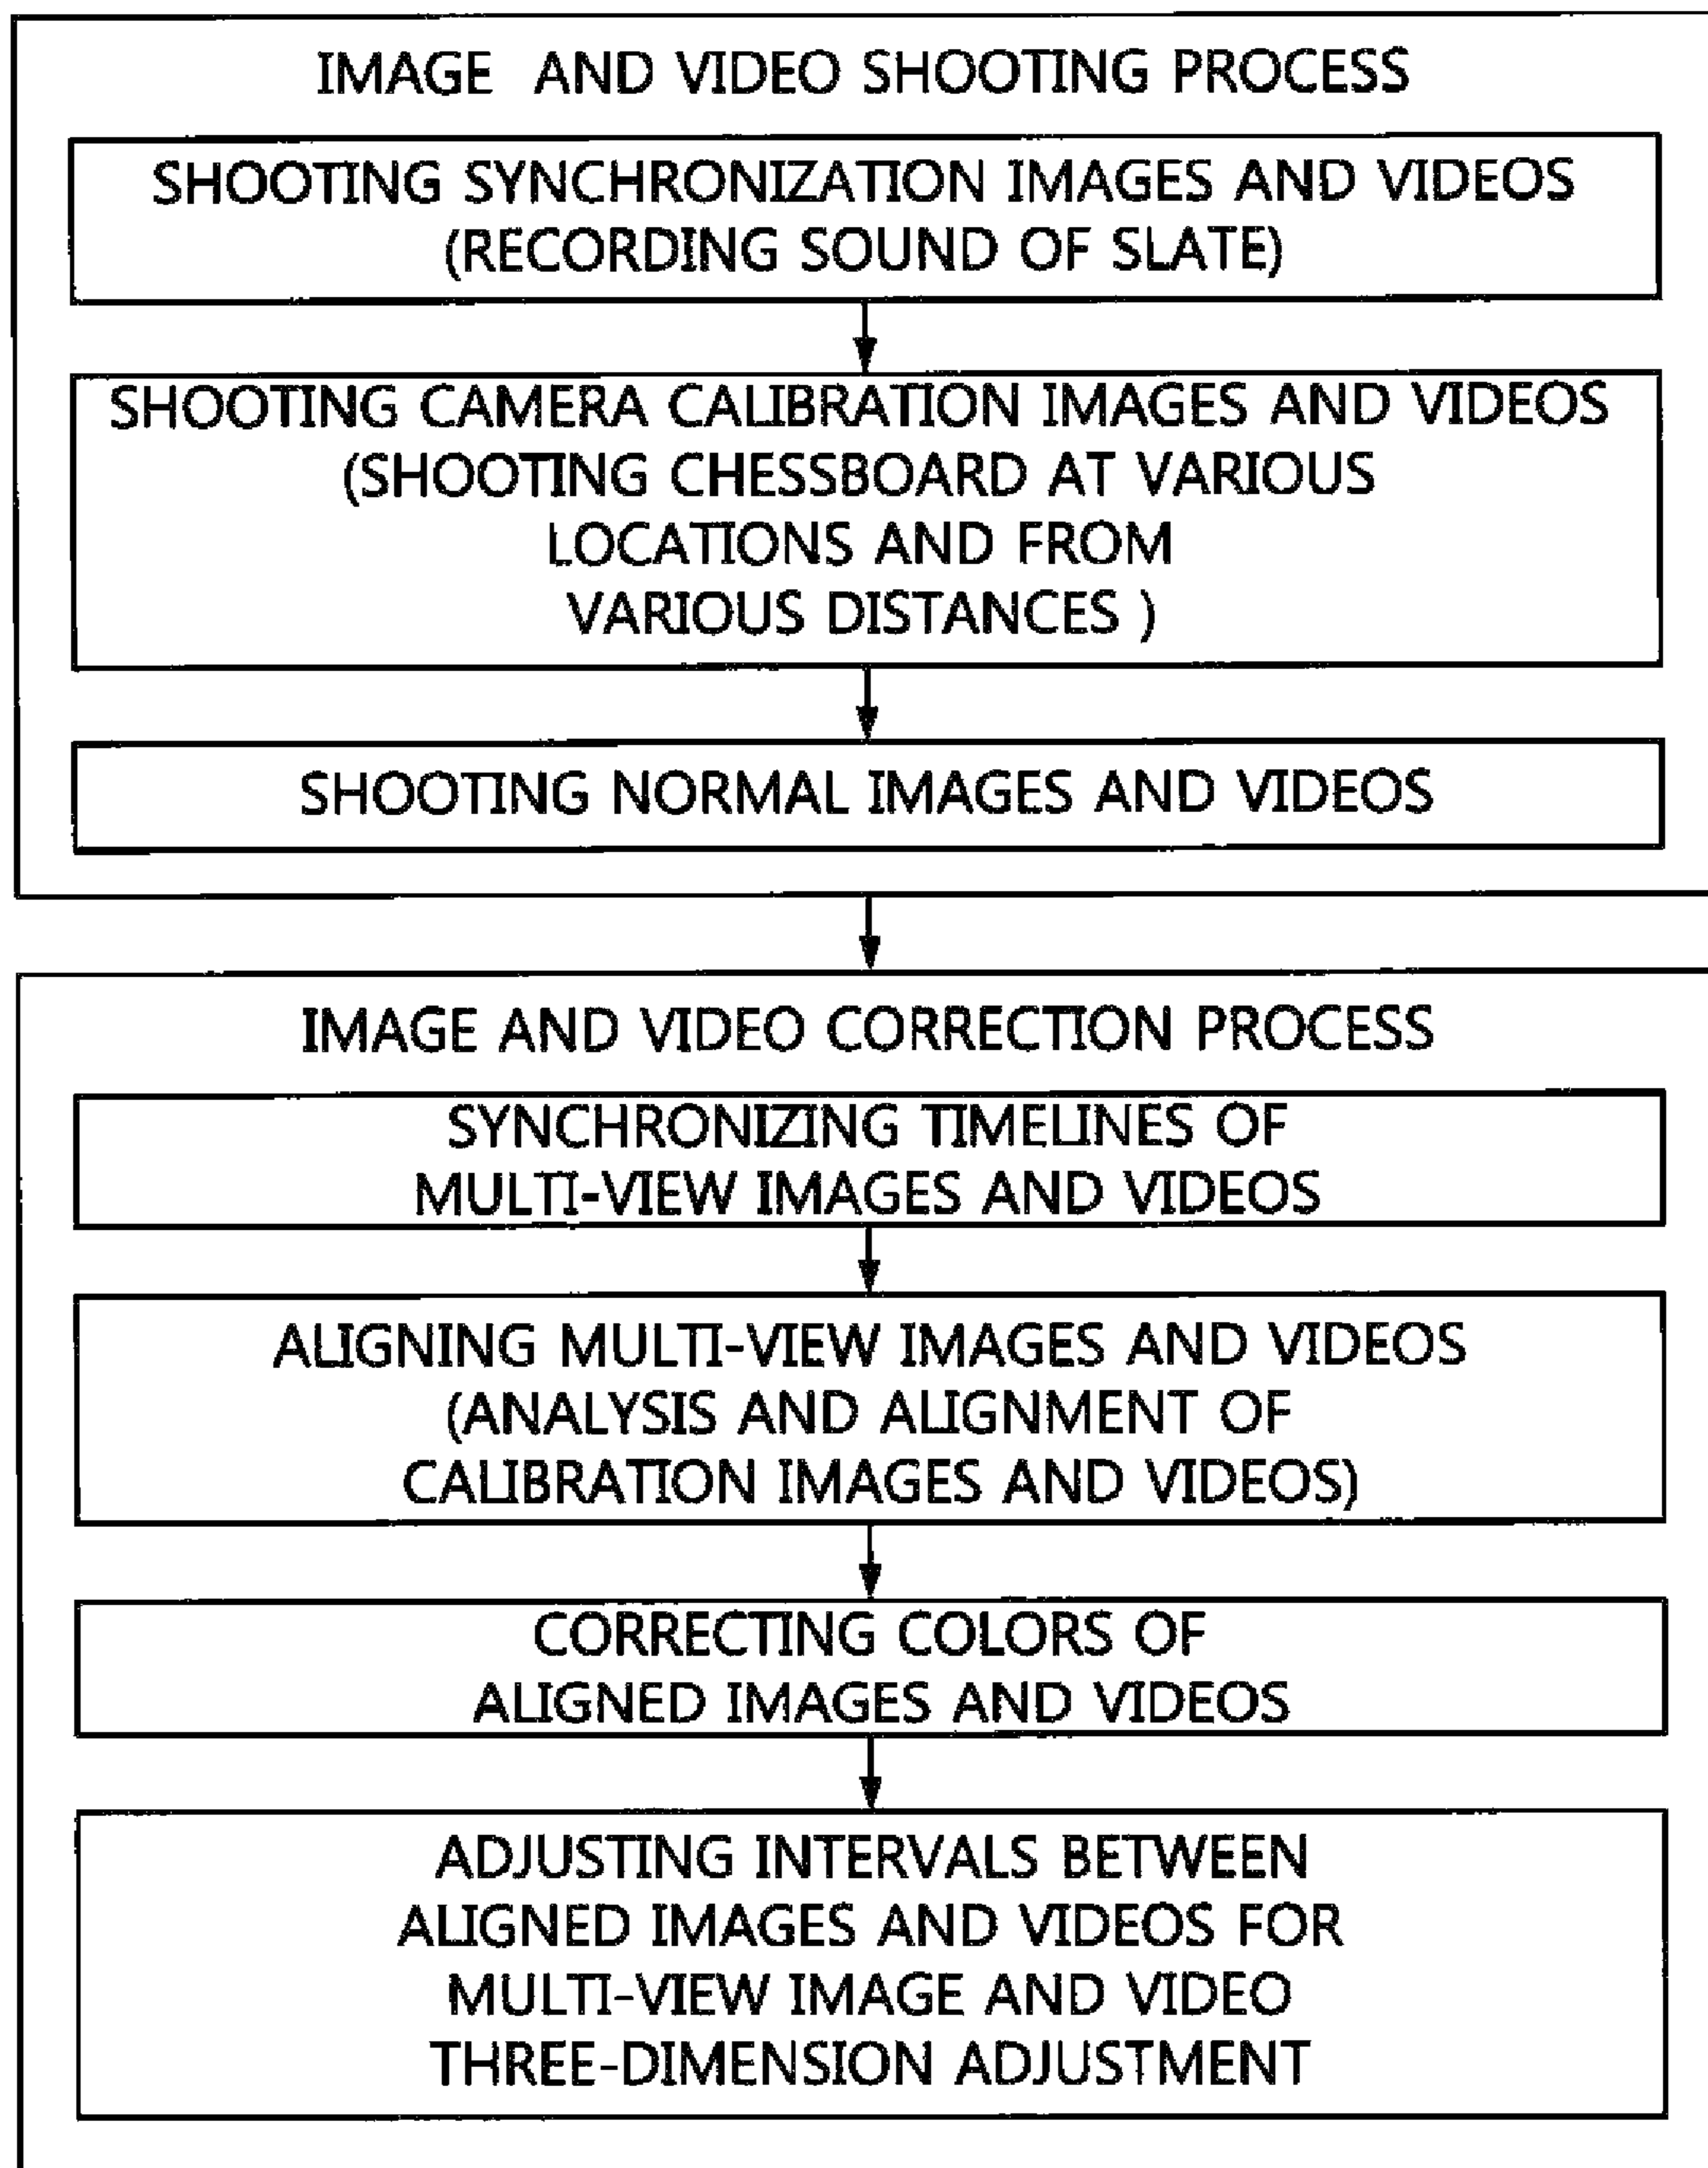 IMAGE AND VIDEO SHOOTING PROCESS
SHOOTING SYNCHRONIZATION IMAGES AND VIDEOS
(RECORDING SOUND OF SLATE)
SHOOTING CAMERA CALIBRATION IMAGES AND VIDEOS
(SHOOTING CHESSBOARD AT VARIOUS
LOCATIONS AND FROM
VARIOUS DISTANCES )
SHOOTING NORMAL IMAGES AND VIDEOS
IMAGE AND VIDEO CORRECTION PROCESS
SYNCHRONIZING TIMELINES OF
MULTI-VIEW IMAGES AND VIDEOS
ALIGNING MULTI-VIEW IMAGES AND VIDEOS
(ANALYSIS AND ALIGNMENT OF
CALIBRATION IMAGES AND VIDEOS)
CORRECTING COLORS OF
ALIGNED IMAGES AND VIDEOS
ADJUSTING INTERVALS BETWEEN
ALIGNED IMAGES AND VIDEOS FOR
MULTI-VIEW IMAGE AND VIDEO
THREE-DIMENSION ADJUSTMENT